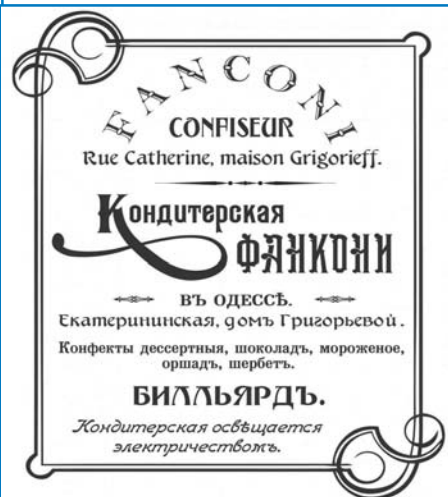 FANCONI
CONFISEUR
Rue Catherine, maison Grigorieff.
Кондитерская
ФАНКОНИ
ВЪ ОДЕССѢ.
Екатерининская, домъ Григорьевой.
Конфекты дессертныя, шоколадъ, мороженое,
оршадъ, шербетъ.
БИЛЛЬЯРДЪ.
Кондитерская освѣщается
электричествомъ.